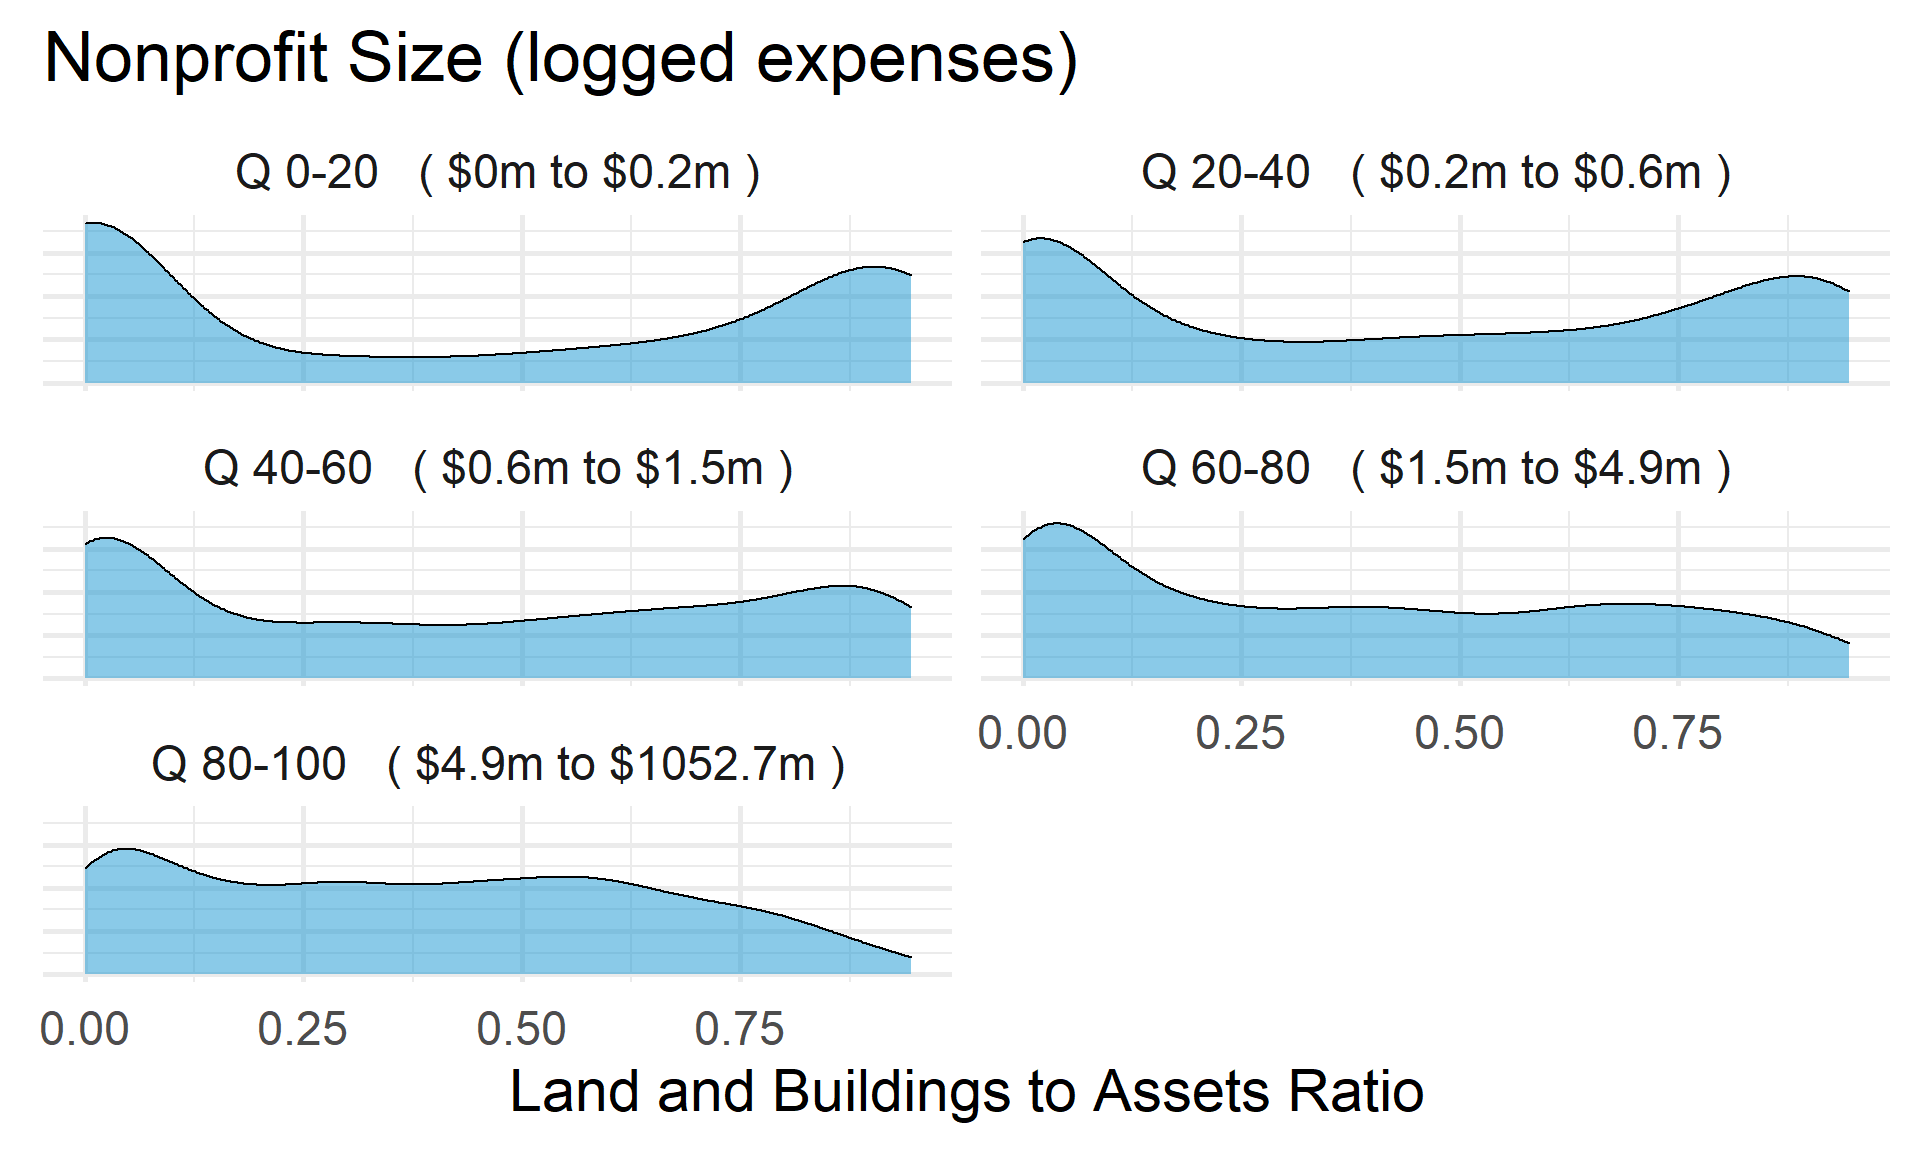 Nonprofit Size (logged expenses)
Q 0-20 ( $0m to $0.2m )
Q 20-40 ( $0.2m to $0.6m )
Q 40-60 ( $0.6m to $1.5m )
Q 60-80 ( $1.5m to $4.9m )
0.00 0.25 0.50 0.75
Q 80-100 ( $4.9m to $1052.7m )
0.00 0.25 0.50 0.75
Land and Buildings to Assets Ratio